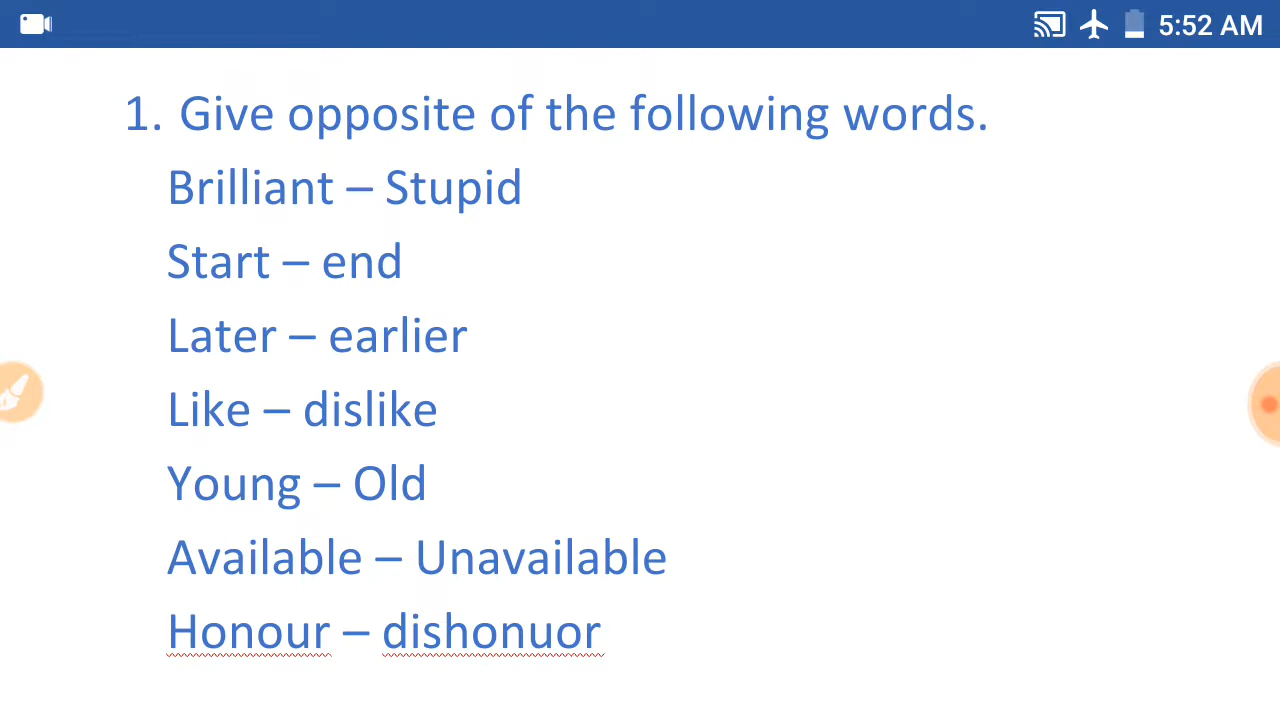 5:52 AM
1. Give opposite of the following words.
Brilliant – Stupid
Start – end
Later – earlier
Like – dislike
Young – Old
Available – Unavailable
Honour – dishonuor